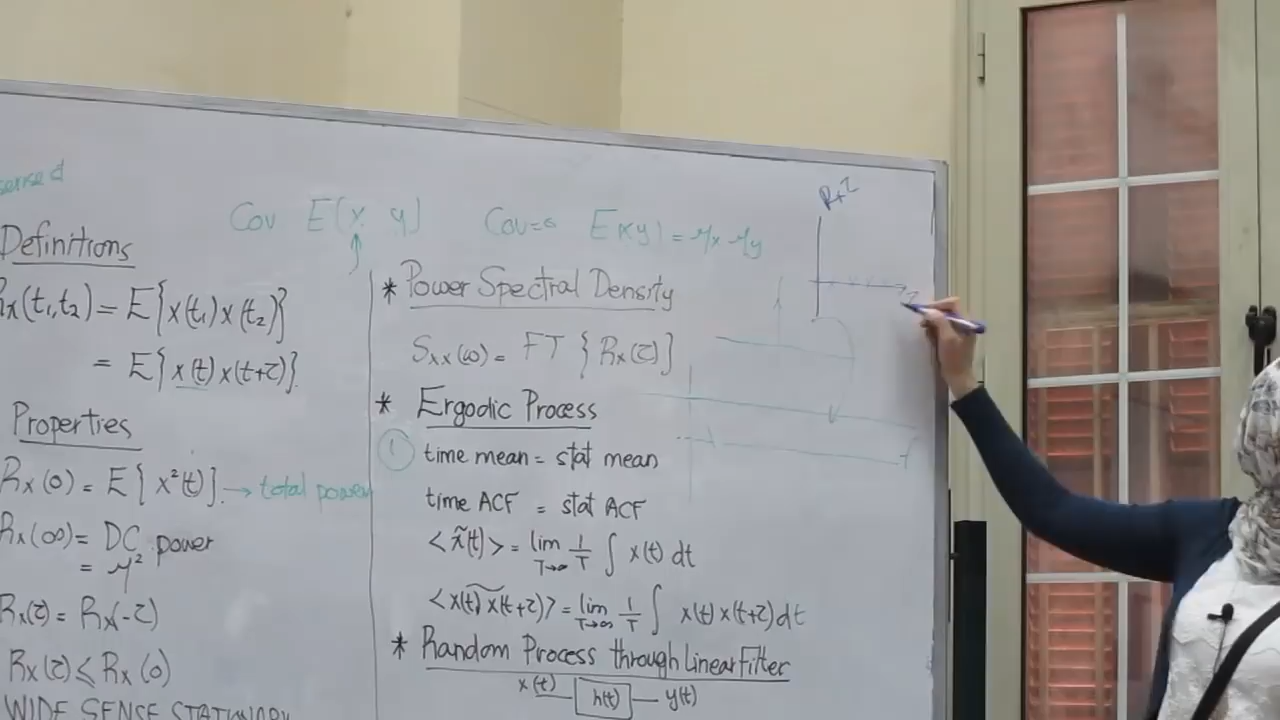 Cov E(x y)
Cov=0 E(xy) = μx μy
Definitions
Rx(t₁,t₂) = E{x(t₁)x(t₂)}
= E{x(t)x(t+τ)}
Properties
Rx(0) = E{x²(t)} → total power
Rx(∞) = DC power
= μ²
Rx(τ) = Rx(-τ)
Rx(τ) ≤ Rx(0)
WIDE SENSE STATIONARY
* Power Spectral Density
Sxx(ω) = FT {Rx(τ)}
* Ergodic Process
① time mean = stat mean
time ACF = stat ACF
<x̃(t)> = lim T→∞ 1/T ∫ x(t) dt
<x(t)x(t+τ)> = lim T→∞ 1/T ∫ x(t)x(t+τ)dt
* Random Process through Linear Filter
x(t) h(t) y(t)